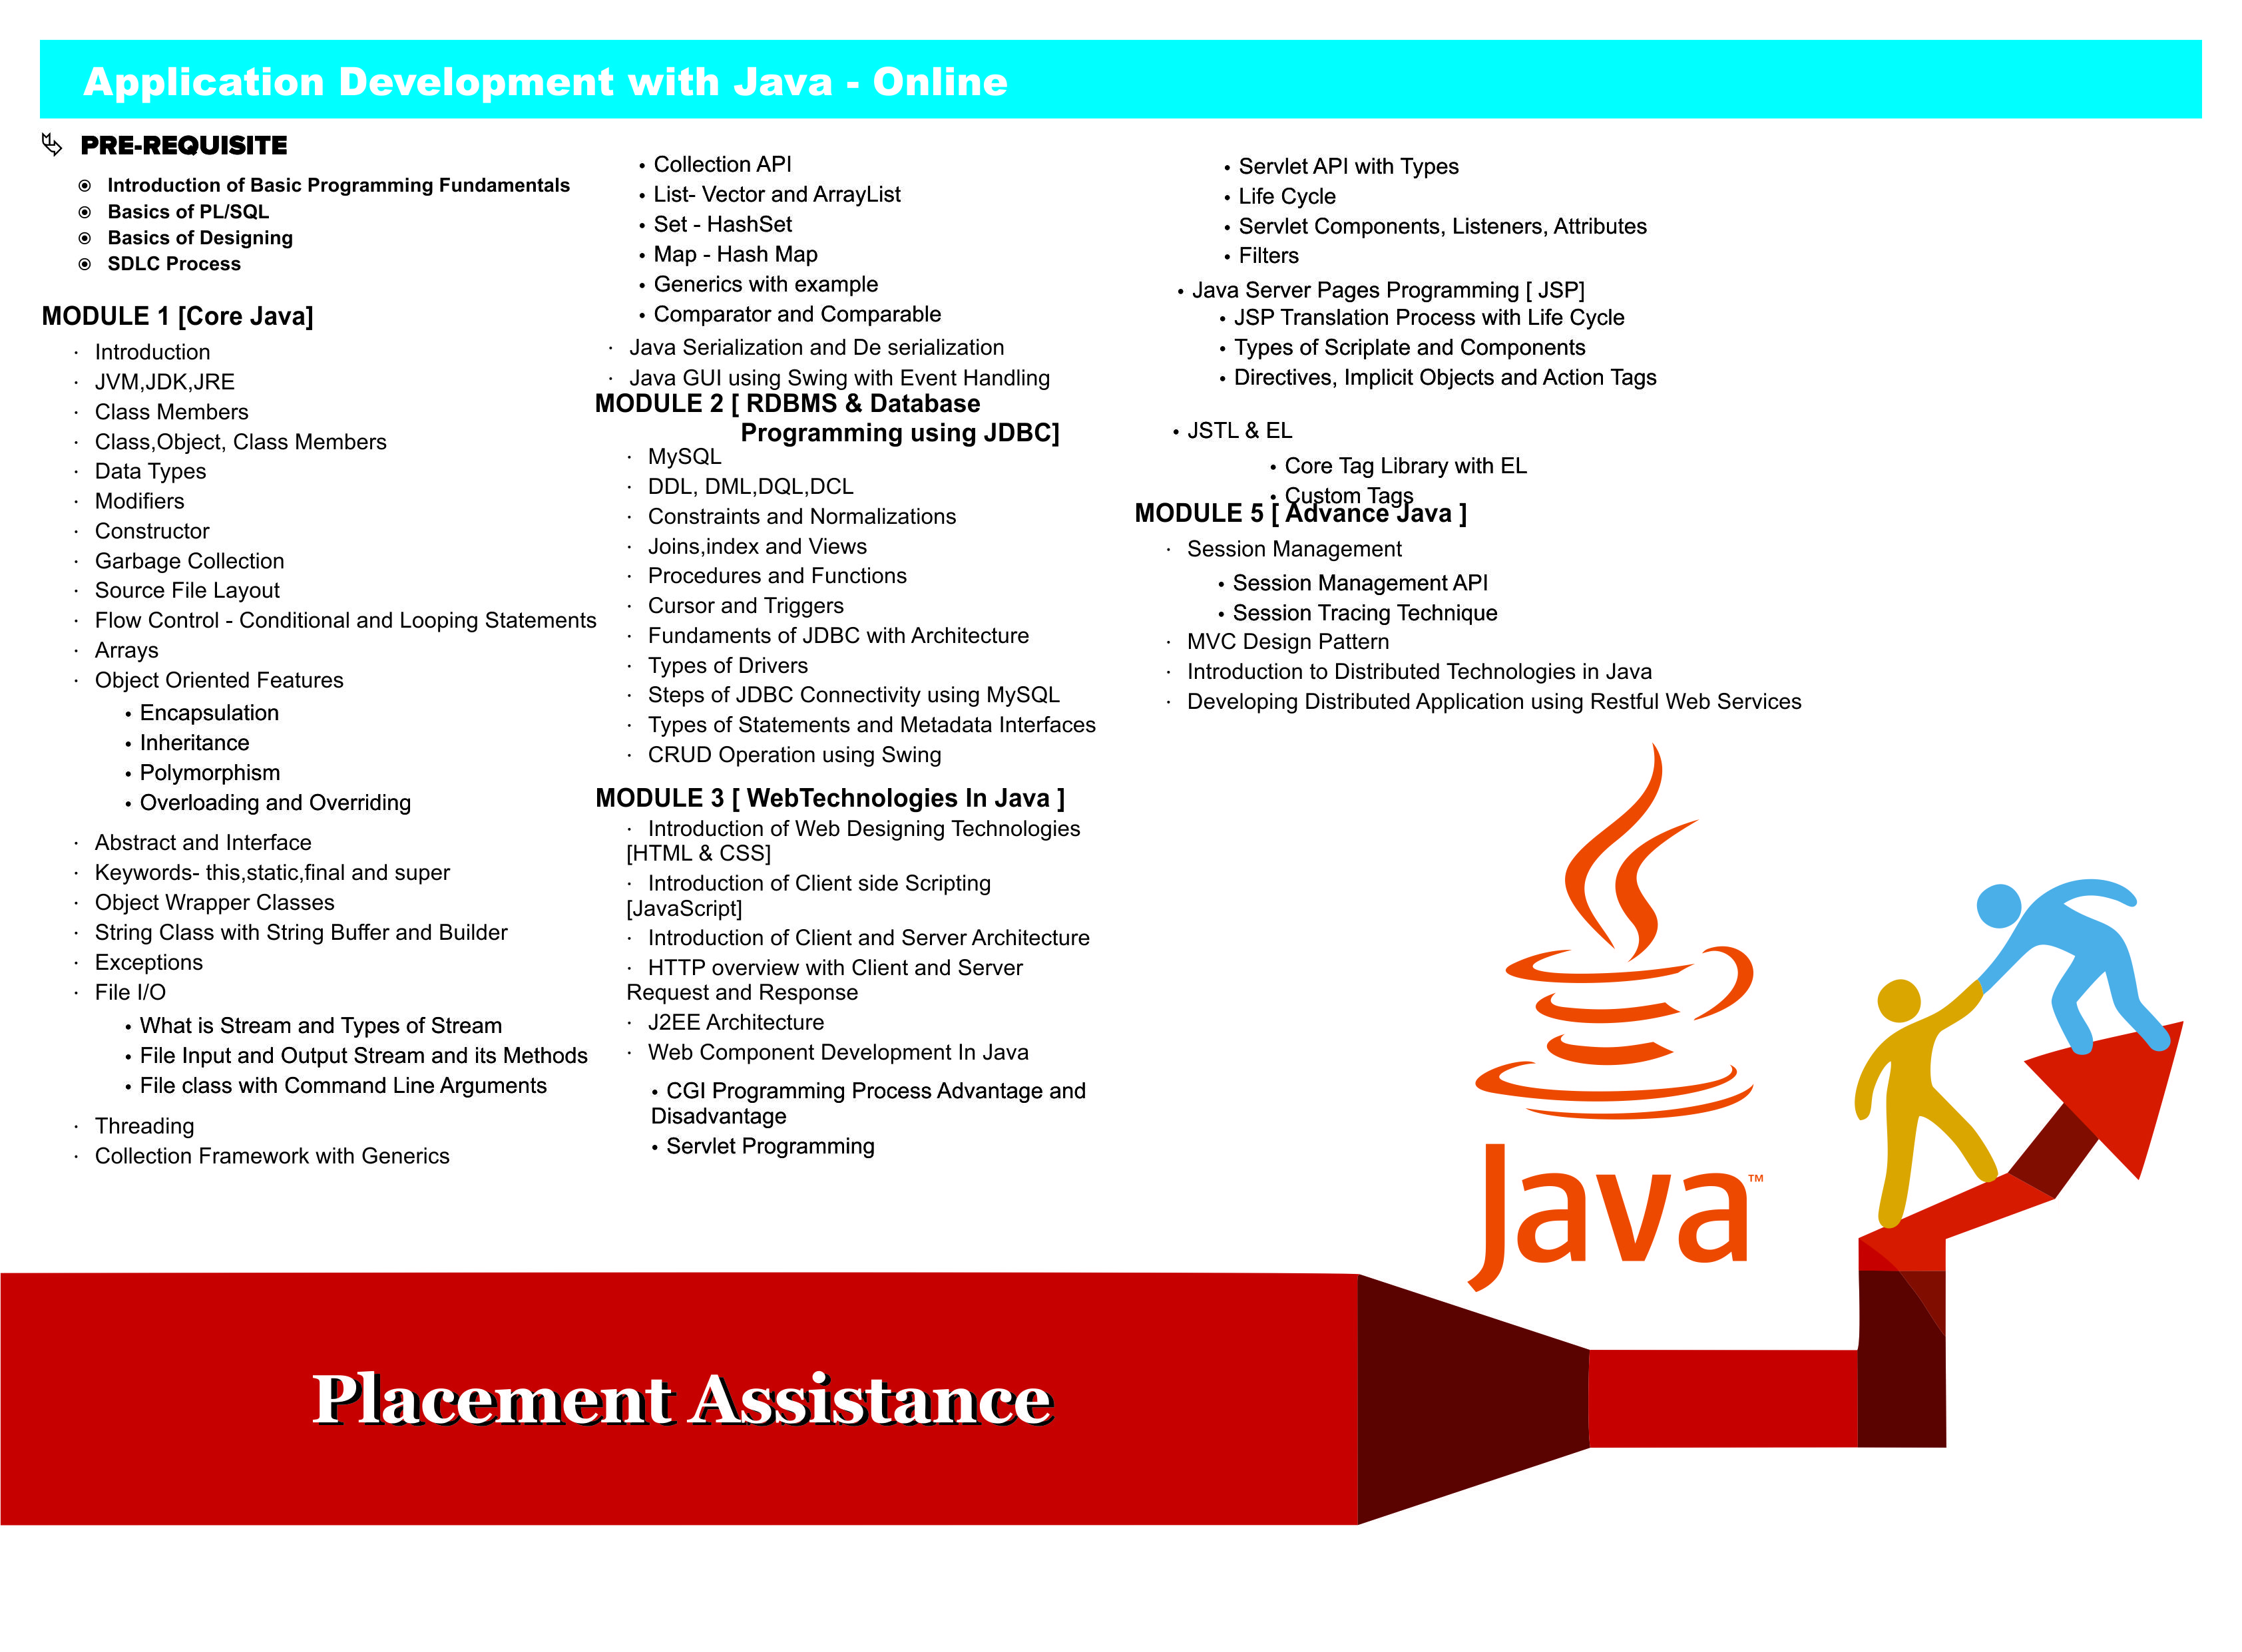 Application Development with Java - Online
PRE-REQUISITE
Introduction of Basic Programming Fundamentals
Basics of PL/SQL
Basics of Designing
SDLC Process
MODULE 1 [Core Java]
· Introduction
· JVM,JDK,JRE
· Class Members
· Class,Object, Class Members
· Data Types
· Modifiers
· Constructor
· Garbage Collection
· Source File Layout
· Flow Control - Conditional and Looping Statements
· Arrays
· Object Oriented Features
• Encapsulation
• Inheritance
• Polymorphism
• Overloading and Overriding
· Abstract and Interface
· Keywords- this,static,final and super
· Object Wrapper Classes
· String Class with String Buffer and Builder
· Exceptions
· File I/O
• What is Stream and Types of Stream
• File Input and Output Stream and its Methods
• File class with Command Line Arguments
· Threading
· Collection Framework with Generics
• Collection API
• List- Vector and ArrayList
• Set - HashSet
• Map - Hash Map
• Generics with example
• Comparator and Comparable
· Java Serialization and De serialization
· Java GUI using Swing with Event Handling
MODULE 2 [ RDBMS & Database
Programming using JDBC]
· MySQL
· DDL, DML,DQL,DCL
· Constraints and Normalizations
· Joins,index and Views
· Procedures and Functions
· Cursor and Triggers
· Fundaments of JDBC with Architecture
· Types of Drivers
· Steps of JDBC Connectivity using MySQL
· Types of Statements and Metadata Interfaces
· CRUD Operation using Swing
MODULE 3 [ WebTechnologies In Java ]
· Introduction of Web Designing Technologies
[HTML & CSS]
· Introduction of Client side Scripting
[JavaScript]
· Introduction of Client and Server Architecture
· HTTP overview with Client and Server
Request and Response
· J2EE Architecture
· Web Component Development In Java
• CGI Programming Process Advantage and
Disadvantage
• Servlet Programming
• Servlet API with Types
• Life Cycle
• Servlet Components, Listeners, Attributes
• Filters
• Java Server Pages Programming [ JSP]
• JSP Translation Process with Life Cycle
• Types of Scriplate and Components
• Directives, Implicit Objects and Action Tags
• JSTL & EL
• Core Tag Library with EL
• Custom Tags
MODULE 5 [ Advance Java ]
· Session Management
• Session Management API
• Session Tracing Technique
· MVC Design Pattern
· Introduction to Distributed Technologies in Java
· Developing Distributed Application using Restful Web Services
Java™
Placement Assistance